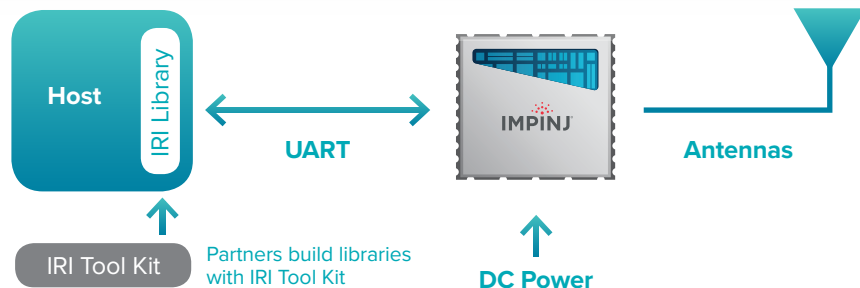 Host
IRI Library
UART
IMPINJ
Antennas
IRI Tool Kit
Partners build libraries
with IRI Tool Kit
DC Power